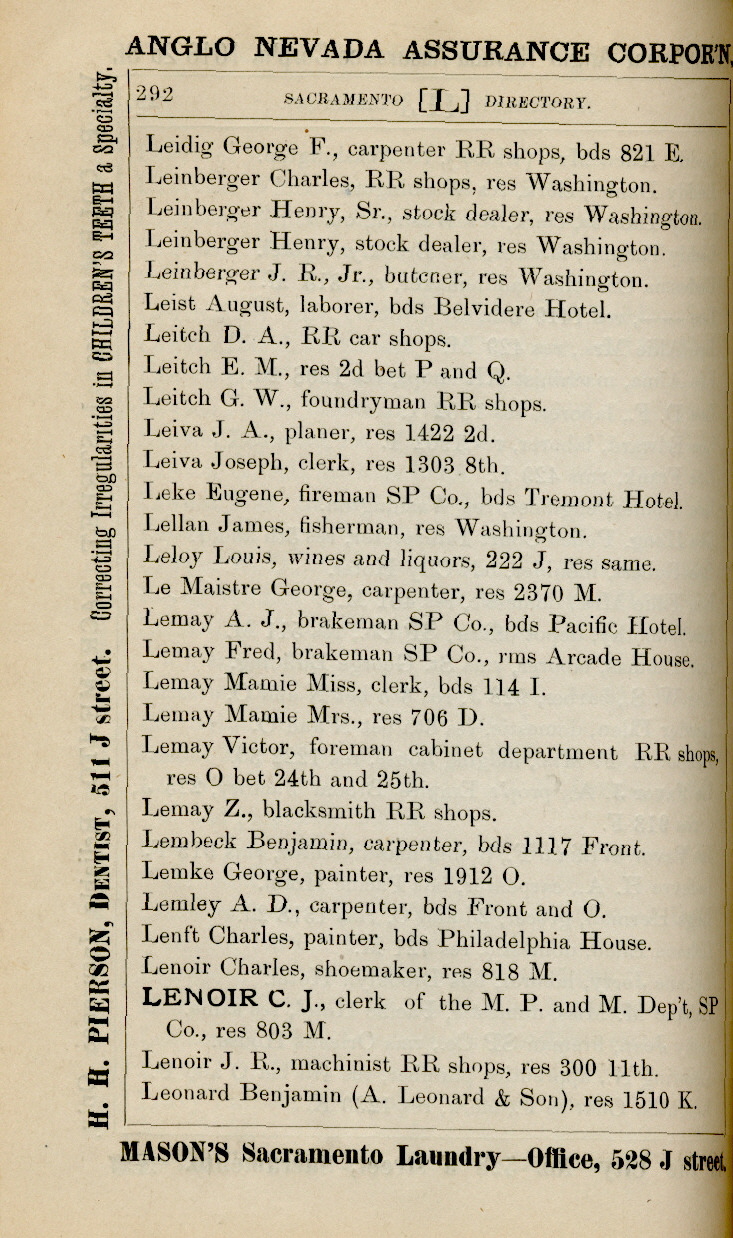 ANGLO NEVADA ASSURANCE CORPOR'N,
292 SACRAMENTO [L] DIRECTORY.
Leidig George F., carpenter RR shops, bds 821 E.
Leinberger Charles, RR shops, res Washington.
Leinberger Henry, Sr., stock dealer, res Washington.
Leinberger Henry, stock dealer, res Washington.
Leinberger J. R., Jr., butcner, res Washington.
Leist August, laborer, bds Belvidere Hotel.
Leitch D. A., RR car shops.
Leitch E. M., res 2d bet P and Q.
Leitch G. W., foundryman RR shops.
Leiva J. A., planer, res 1422 2d.
Leiva Joseph, clerk, res 1303 8th.
Leke Eugene, fireman SP Co., bds Tremont Hotel.
Lellan James, fisherman, res Washington.
Leloy Louis, wines and liquors, 222 J, res same.
Le Maistre George, carpenter, res 2370 M.
Lemay A. J., brakeman SP Co., bds Pacific Hotel.
Lemay Fred, brakeman SP Co., rms Arcade House.
Lemay Mamie Miss, clerk, bds 114 I.
Lemay Mamie Mrs., res 706 D.
Lemay Victor, foreman cabinet department RR shops,
res O bet 24th and 25th.
Lemay Z., blacksmith RR shops.
Lembeck Benjamin, carpenter, bds 1117 Front.
Lemke George, painter, res 1912 O.
Lemley A. D., carpenter, bds Front and O.
Lenft Charles, painter, bds Philadelphia House.
Lenoir Charles, shoemaker, res 818 M.
LENOIR C. J., clerk of the M. P. and M. Dep't, SP
Co., res 803 M.
Lenoir J. R., machinist RR shops, res 300 11th.
Leonard Benjamin (A. Leonard & Son), res 1510 K.
MASON'S Sacramento Laundry—Office, 528 J street.
H. H. PIERSON, DENTIST, 511 J street. Correcting Irregularities in CHILDREN'S TEETH a Specialty.